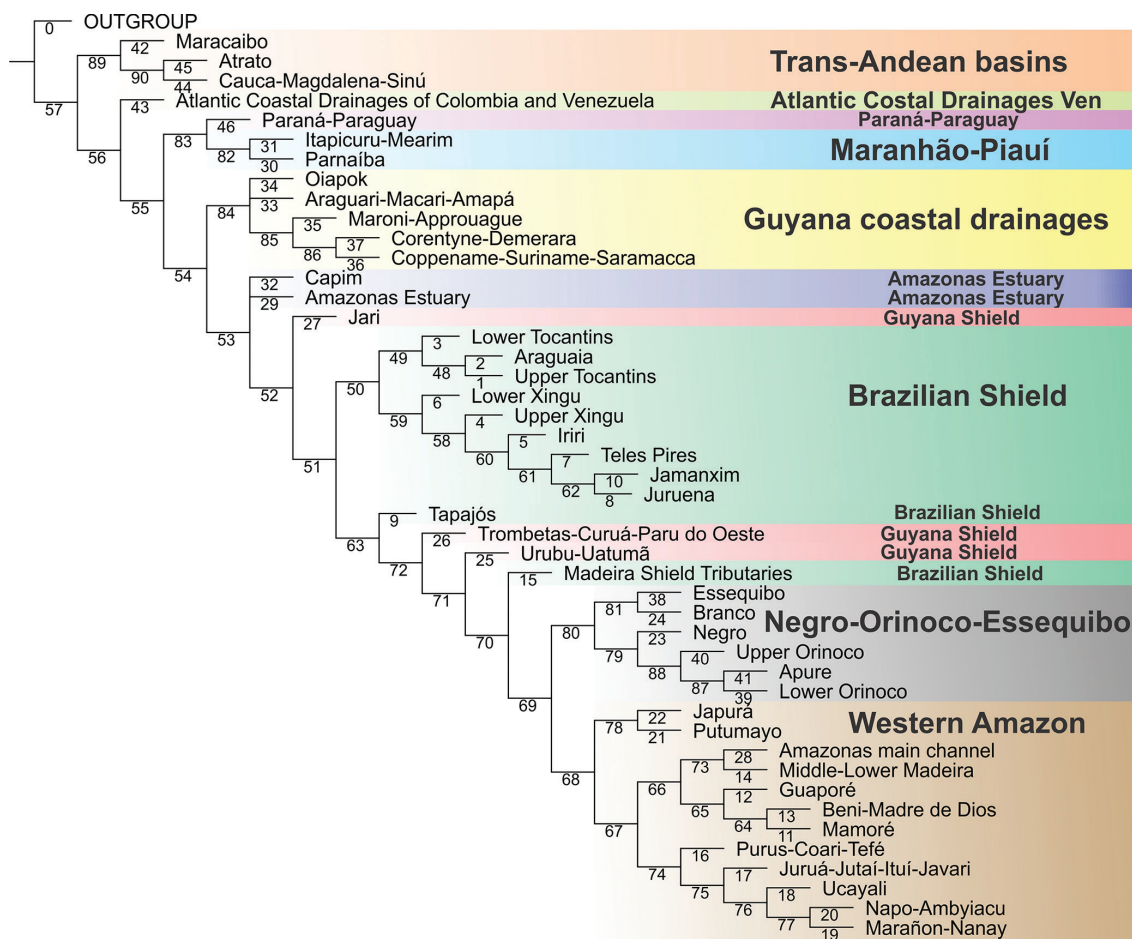 0 OUTGROUP
42 Maracaibo
89
45 Atrato
Trans-Andean basins
90
44 Cauca-Magdalena-Sinú
57
43 Atlantic Coastal Drainages of Colombia and Venezuela Atlantic Costal Drainages Ven
46 Paraná-Paraguay Paraná-Paraguay
83
31 Itapicuru-Mearim
56
82
Maranhão-Piauí
30 Parnaíba
34 Oiapok
55
33 Araguari-Macari-Amapá
84
35 Maroni-Approuague
Guyana coastal drainages
85
37 Corentyne-Demerara
86
36 Coppename-Suriname-Saramacca
54
32 Capim Amazonas Estuary
29 Amazonas Estuary Amazonas Estuary
27 Jari Guyana Shield
53
3 Lower Tocantins
49
2 Araguaia
48
1 Upper Tocantins
50
52
6 Lower Xingu
Brazilian Shield
59
4 Upper Xingu
58
5 Iriri
60
7 Teles Pires
51
61
10 Jamanxim
62
8 Juruena
9 Tapajós Brazilian Shield
26 Trombetas-Curuá-Paru do Oeste Guyana Shield
63
25 Urubu-Uatumã Guyana Shield
72
15 Madeira Shield Tributaries Brazilian Shield
71
38 Essequibo
81
24 Branco
Negro-Orinoco-Essequibo
80
23 Negro
70
79
40 Upper Orinoco
88
41 Apure
87
39 Lower Orinoco
69
22 Japurá
78
Western Amazon
21 Putumayo
28 Amazonas main channel
73
14 Middle-Lower Madeira
68
66
12 Guaporé
65
13 Beni-Madre de Dios
64
11 Mamoré
67
16 Purus-Coari-Tefé
74
17 Juruá-Jutaí-Ituí-Javari
75
18 Ucayali
76
20 Napo-Ambyiacu
77
19 Marañon-Nanay